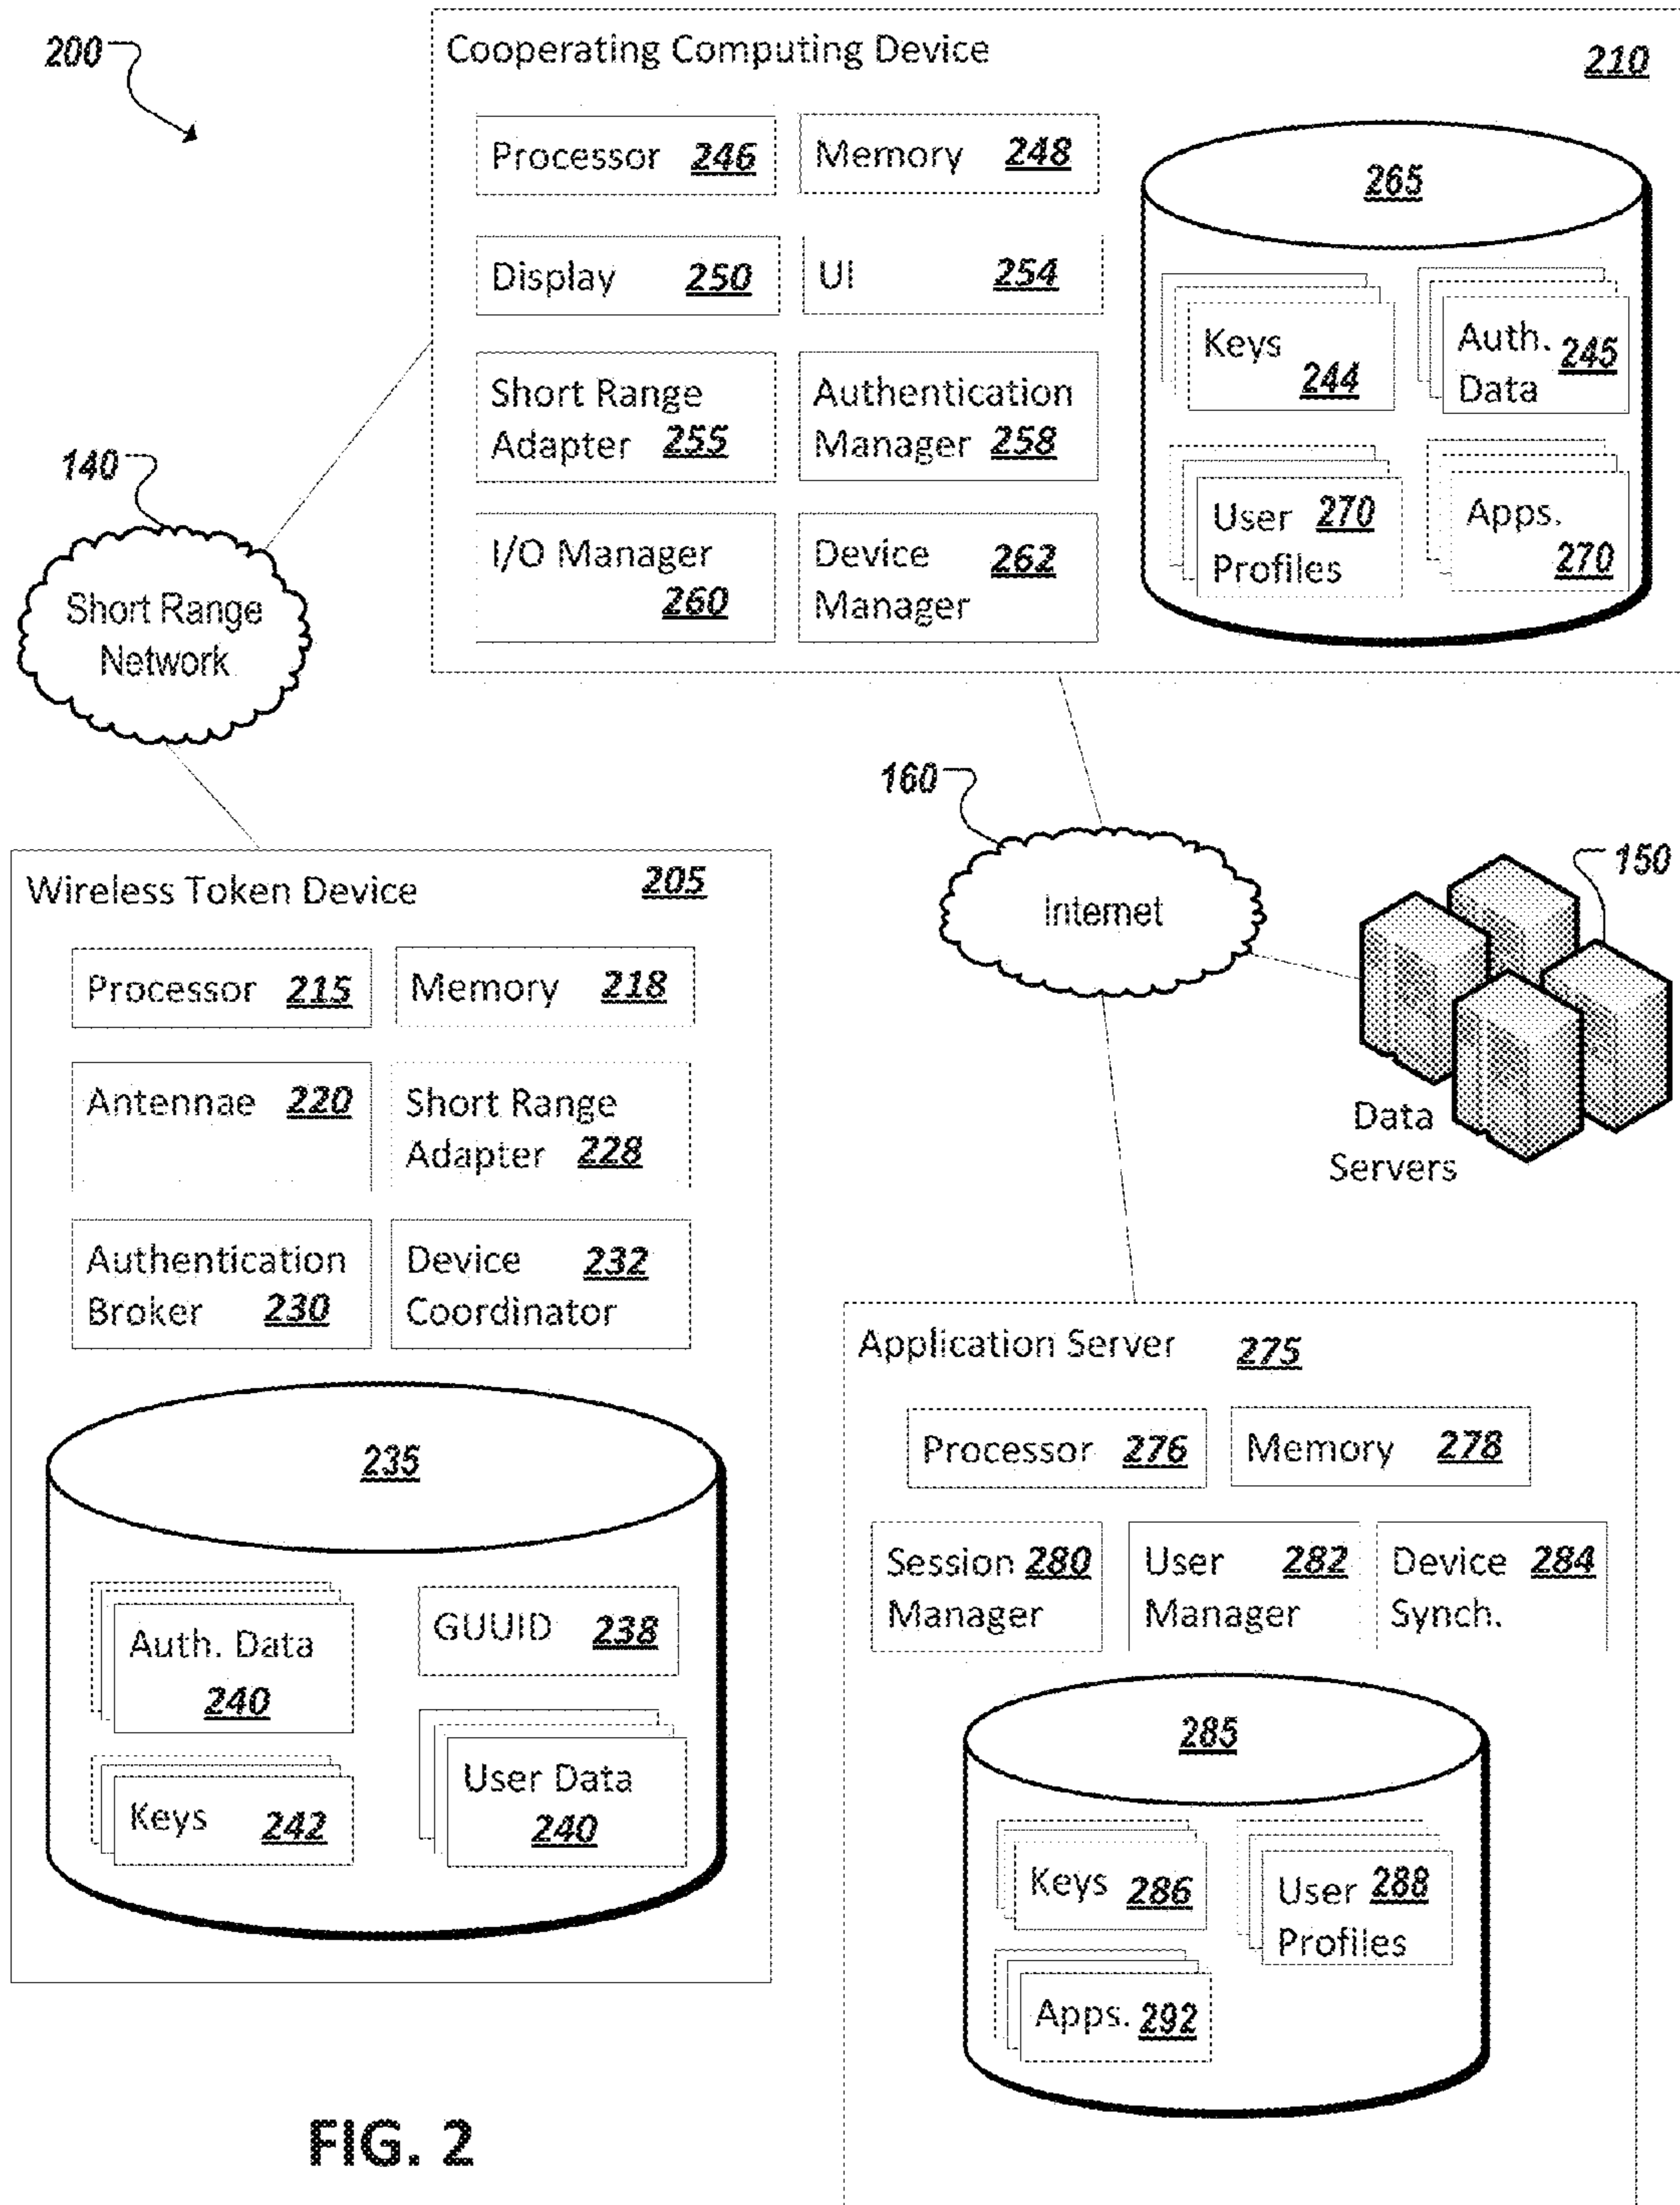 200
Cooperating Computing Device 210
Processor 246
Memory 248
Display 250
UI 254
Short Range
Adapter 255
Authentication
Manager 258
I/O Manager
260
Device 262
Manager
265
Keys
244
Auth. 245
Data
User 270
Profiles
Apps.
270
140
Short Range
Network
160
Internet
150
Data
Servers
Wireless Token Device 205
Processor 215
Memory 218
Antennae 220
Short Range
Adapter 228
Authentication
Broker 230
Device 232
Coordinator
235
Auth. Data
240
GUUID 238
Keys 242
User Data
240
Application Server 275
Processor 276
Memory 278
Session 280
Manager
User 282
Manager
Device 284
Synch.
285
Keys 286
User 288
Profiles
Apps. 292
FIG. 2